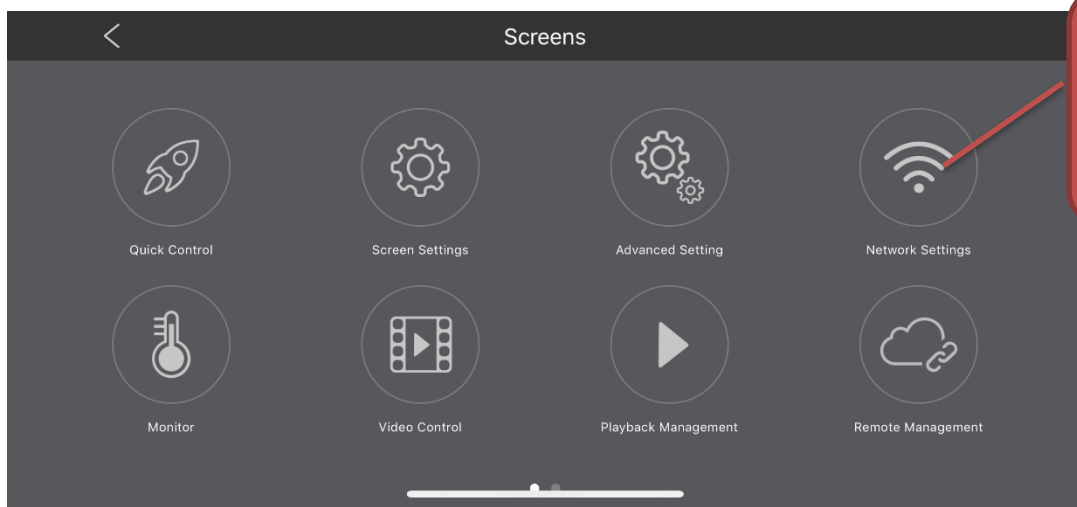 Screens
Quick Control
Screen Settings
Advanced Setting
Network Settings
Monitor
Video Control
Playback Management
Remote Management